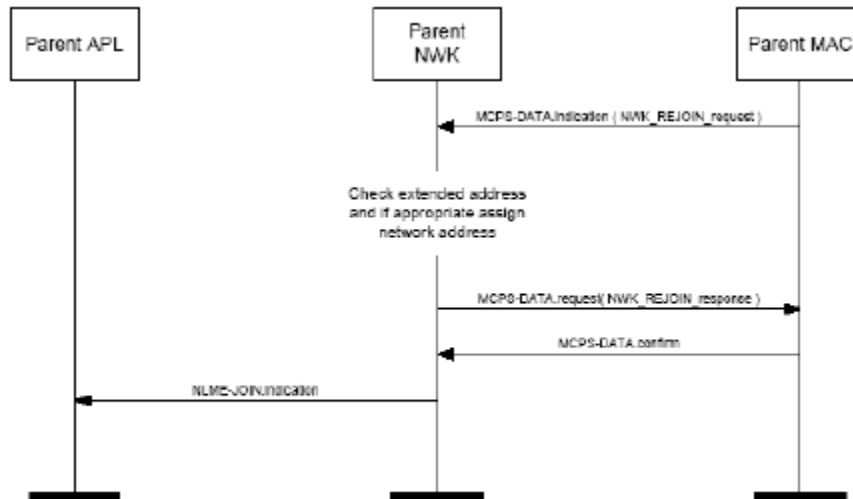 Parent APL
Parent
NWK
Parent MAC
MCPS-DATA.indication ( NWK_REJOIN_request )
Check extended address
and if appropriate assign
network address
MCPS-DATA.request( NWK_REJOIN_response )
MCPS-DATA.confirm
NLME-JOIN.indication